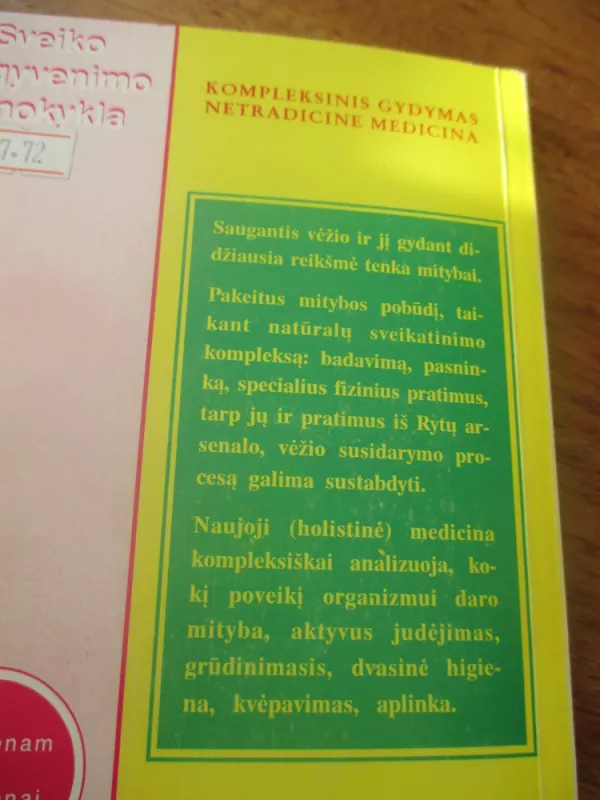 Sveiko
gyvenimo
mokykla
7.72
KOMPLEKSINIS GYDYMAS
NETRADICINE MEDICINA
Saugantis vėžio ir jį gydant di-
džiausia reikšmė tenka mitybai.
Pakeitus mitybos pobūdį, tai-
kant natūralų sveikatinimo
kompleksą: badavimą, pasnin-
ką, specialius fizinius pratimus,
tarp jų ir pratimus iš Rytų ar-
senalo, vėžio susidarymo pro-
cesą galima sustabdyti.
Naujoji (holistinė) medicina
kompleksiškai analizuoja, ko-
kį poveikį organizmui daro
mityba, aktyvus judėjimas,
grūdinimasis, dvasinė higie-
na, kvėpavimas, aplinka.